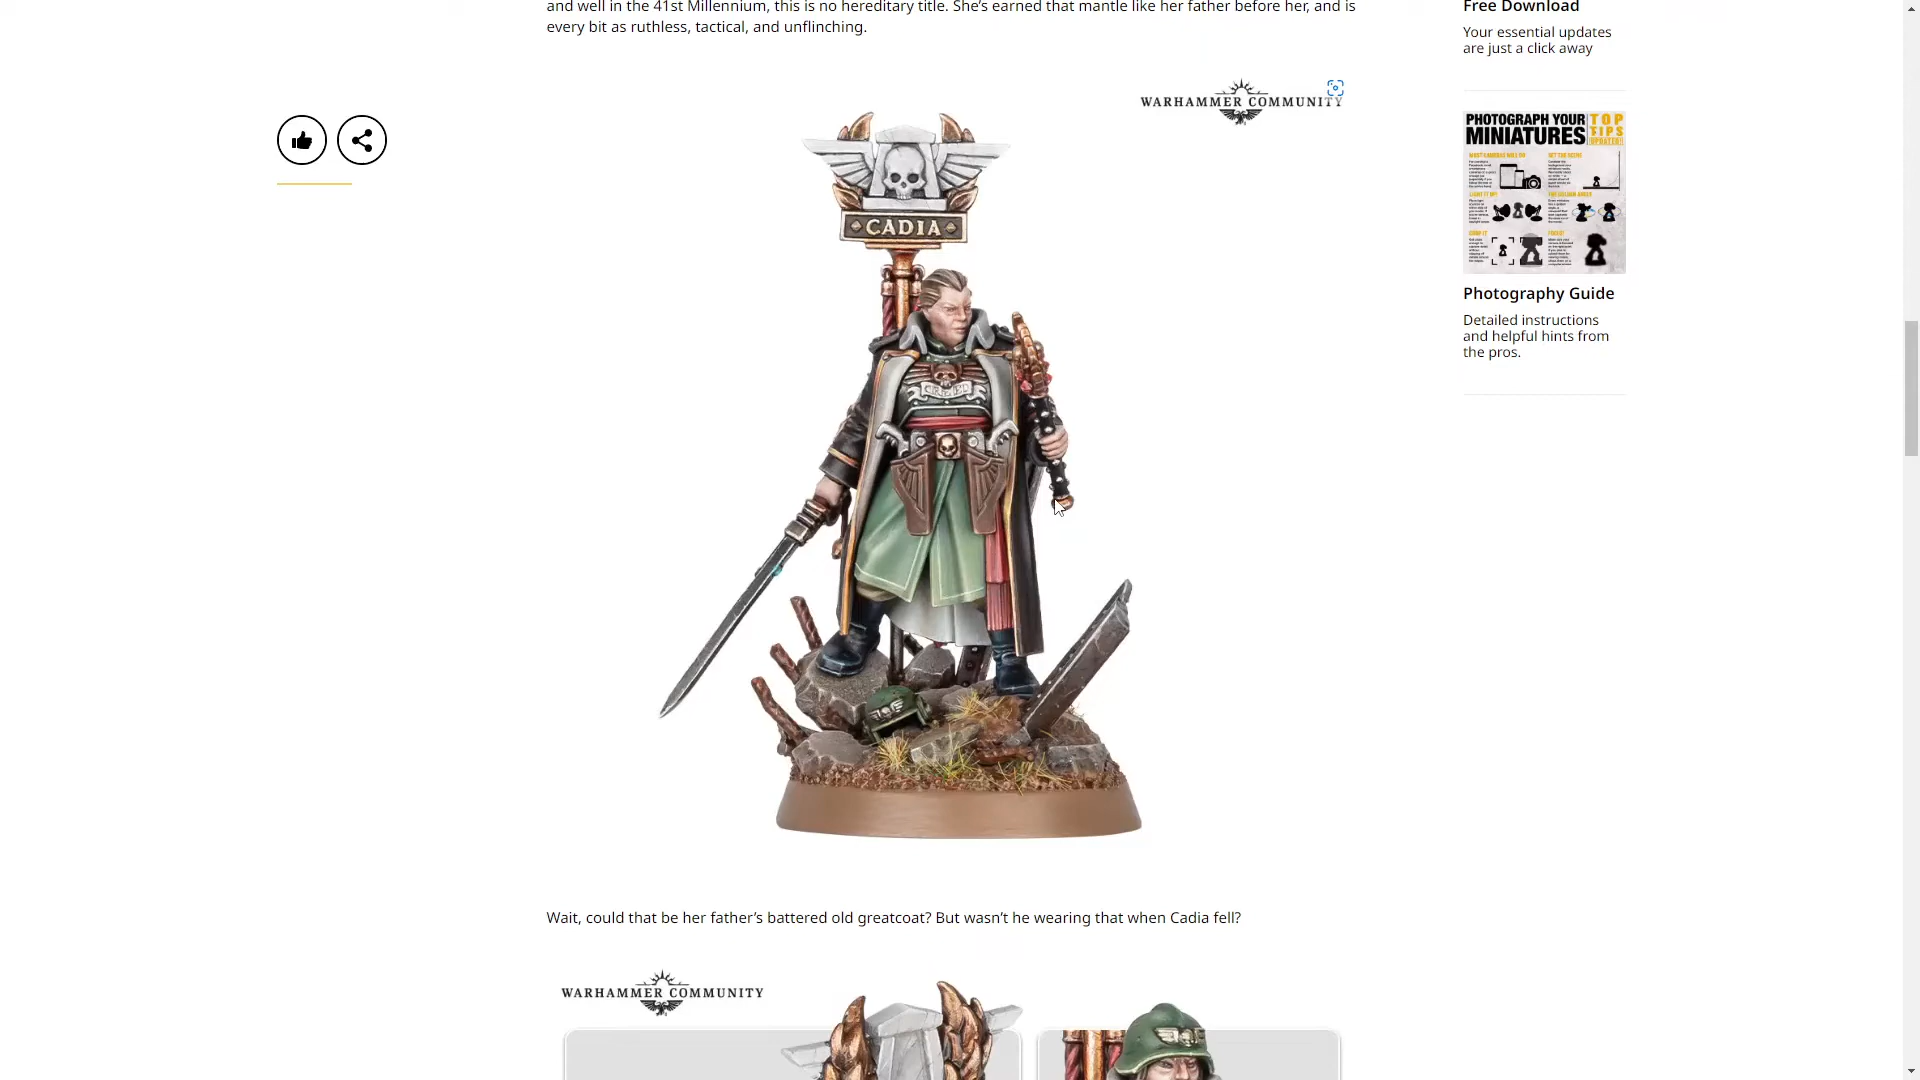 and well in the 41st Millennium, this is no hereditary title. She’s earned that mantle like her father before her, and is
every bit as ruthless, tactical, and unflinching.
WARHAMMER COMMUNITY
CADIA
CREED
Wait, could that be her father’s battered old greatcoat? But wasn’t he wearing that when Cadia fell?
WARHAMMER COMMUNITY
Free Download
Your essential updates
are just a click away
PHOTOGRAPH YOUR
MINIATURES
TOP
TIPS
UPDATED!
Photography Guide
Detailed instructions
and helpful hints from
the pros.